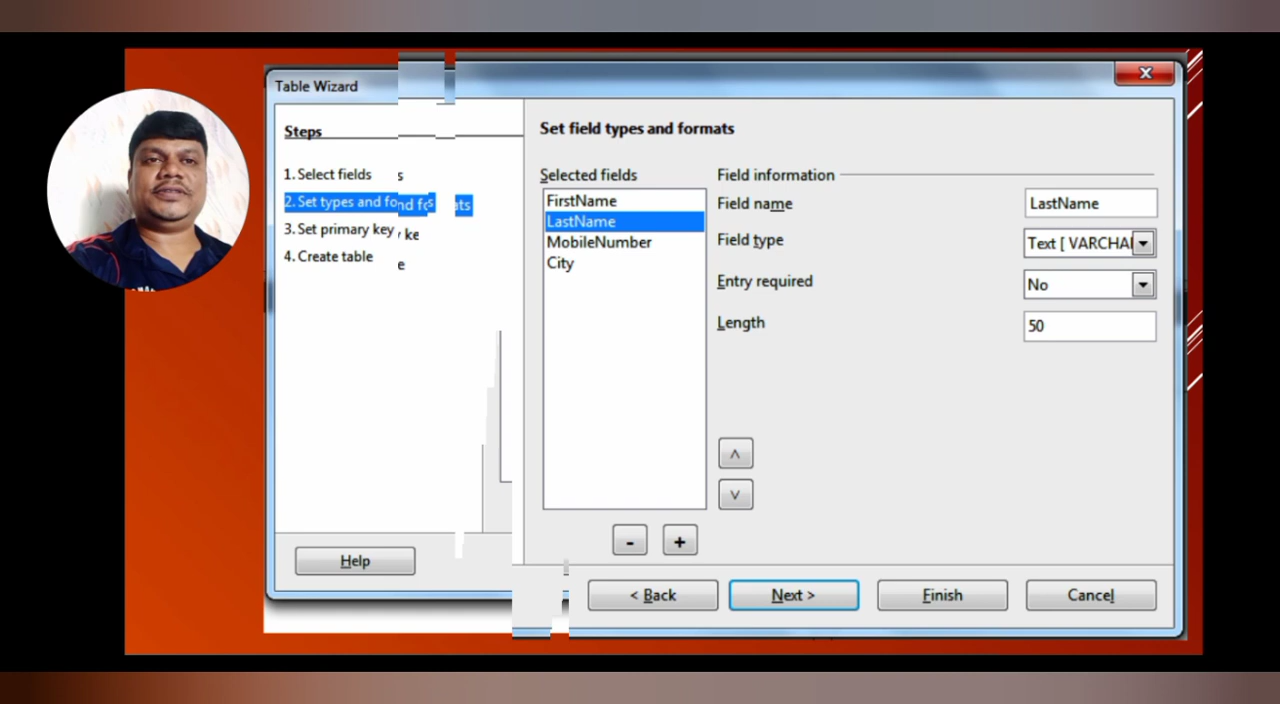 Table Wizard
Steps
1. Select fields
2. Set types and fo
3. Set primary key
4. Create table
Help
Set field types and formats
Selected fields
FirstName
LastName
MobileNumber
City
Field information
Field name
LastName
Field type
Text [ VARCHA
Entry required
No
Length
50
-
+
< Back
Next >
Finish
Cancel